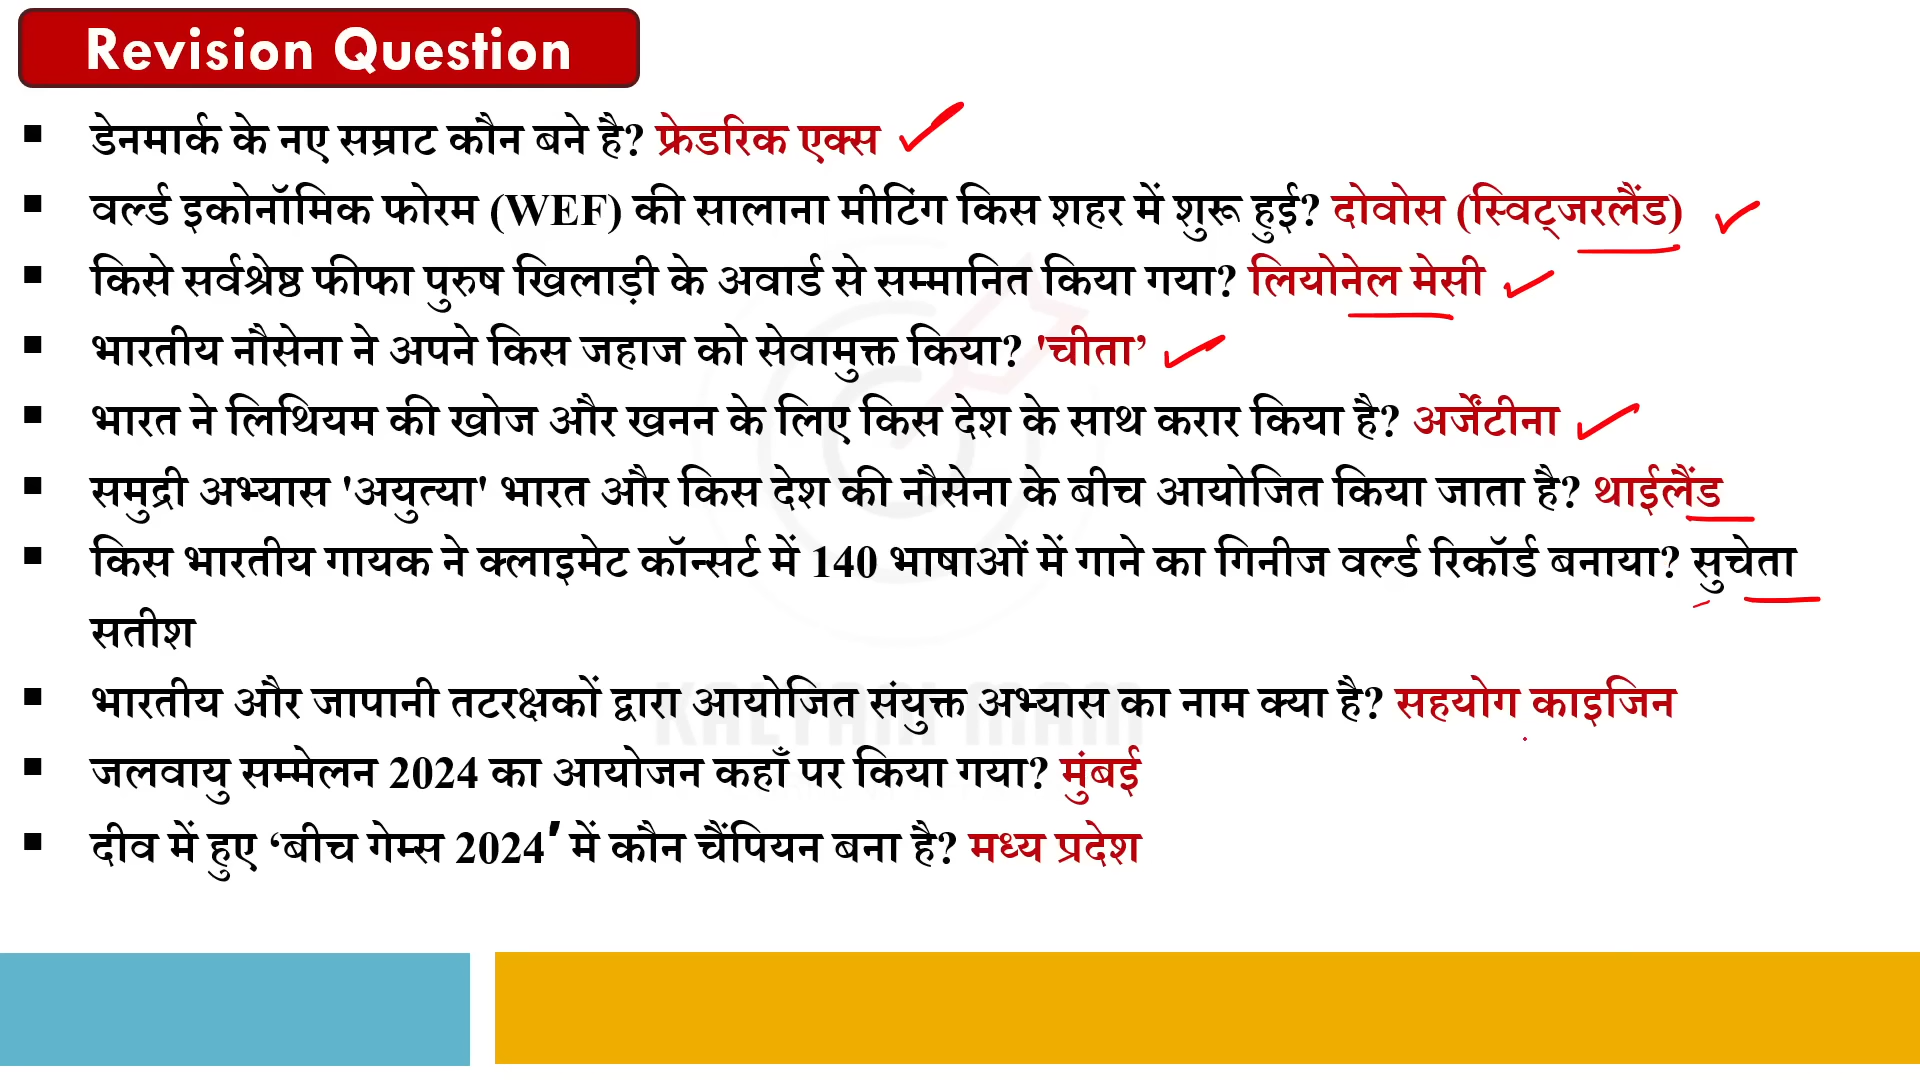 Revision Question
▪ डेनमार्क के नए सम्राट कौन बने है? फ्रेडरिक एक्स
▪ वर्ल्ड इकोनॉमिक फोरम (WEF) की सालाना मीटिंग किस शहर में शुरू हुई? दोवोस (स्विट्जरलैंड)
▪ किसे सर्वश्रेष्ठ फीफा पुरुष खिलाड़ी के अवार्ड से सम्मानित किया गया? लियोनेल मेसी
▪ भारतीय नौसेना ने अपने किस जहाज को सेवामुक्त किया? 'चीता’
▪ भारत ने लिथियम की खोज और खनन के लिए किस देश के साथ करार किया है? अर्जेंटीना
▪ समुद्री अभ्यास 'अयुत्या' भारत और किस देश की नौसेना के बीच आयोजित किया जाता है? थाईलैंड
▪ किस भारतीय गायक ने क्लाइमेट कॉन्सर्ट में 140 भाषाओं में गाने का गिनीज वर्ल्ड रिकॉर्ड बनाया? सुचेता
सतीश
▪ भारतीय और जापानी तटरक्षकों द्वारा आयोजित संयुक्त अभ्यास का नाम क्या है? सहयोग काइजिन
KALYANI MAM
▪ जलवायु सम्मेलन 2024 का आयोजन कहाँ पर किया गया? मुंबई
▪ दीव में हुए ‘बीच गेम्स 2024′ में कौन चैंपियन बना है? मध्य प्रदेश